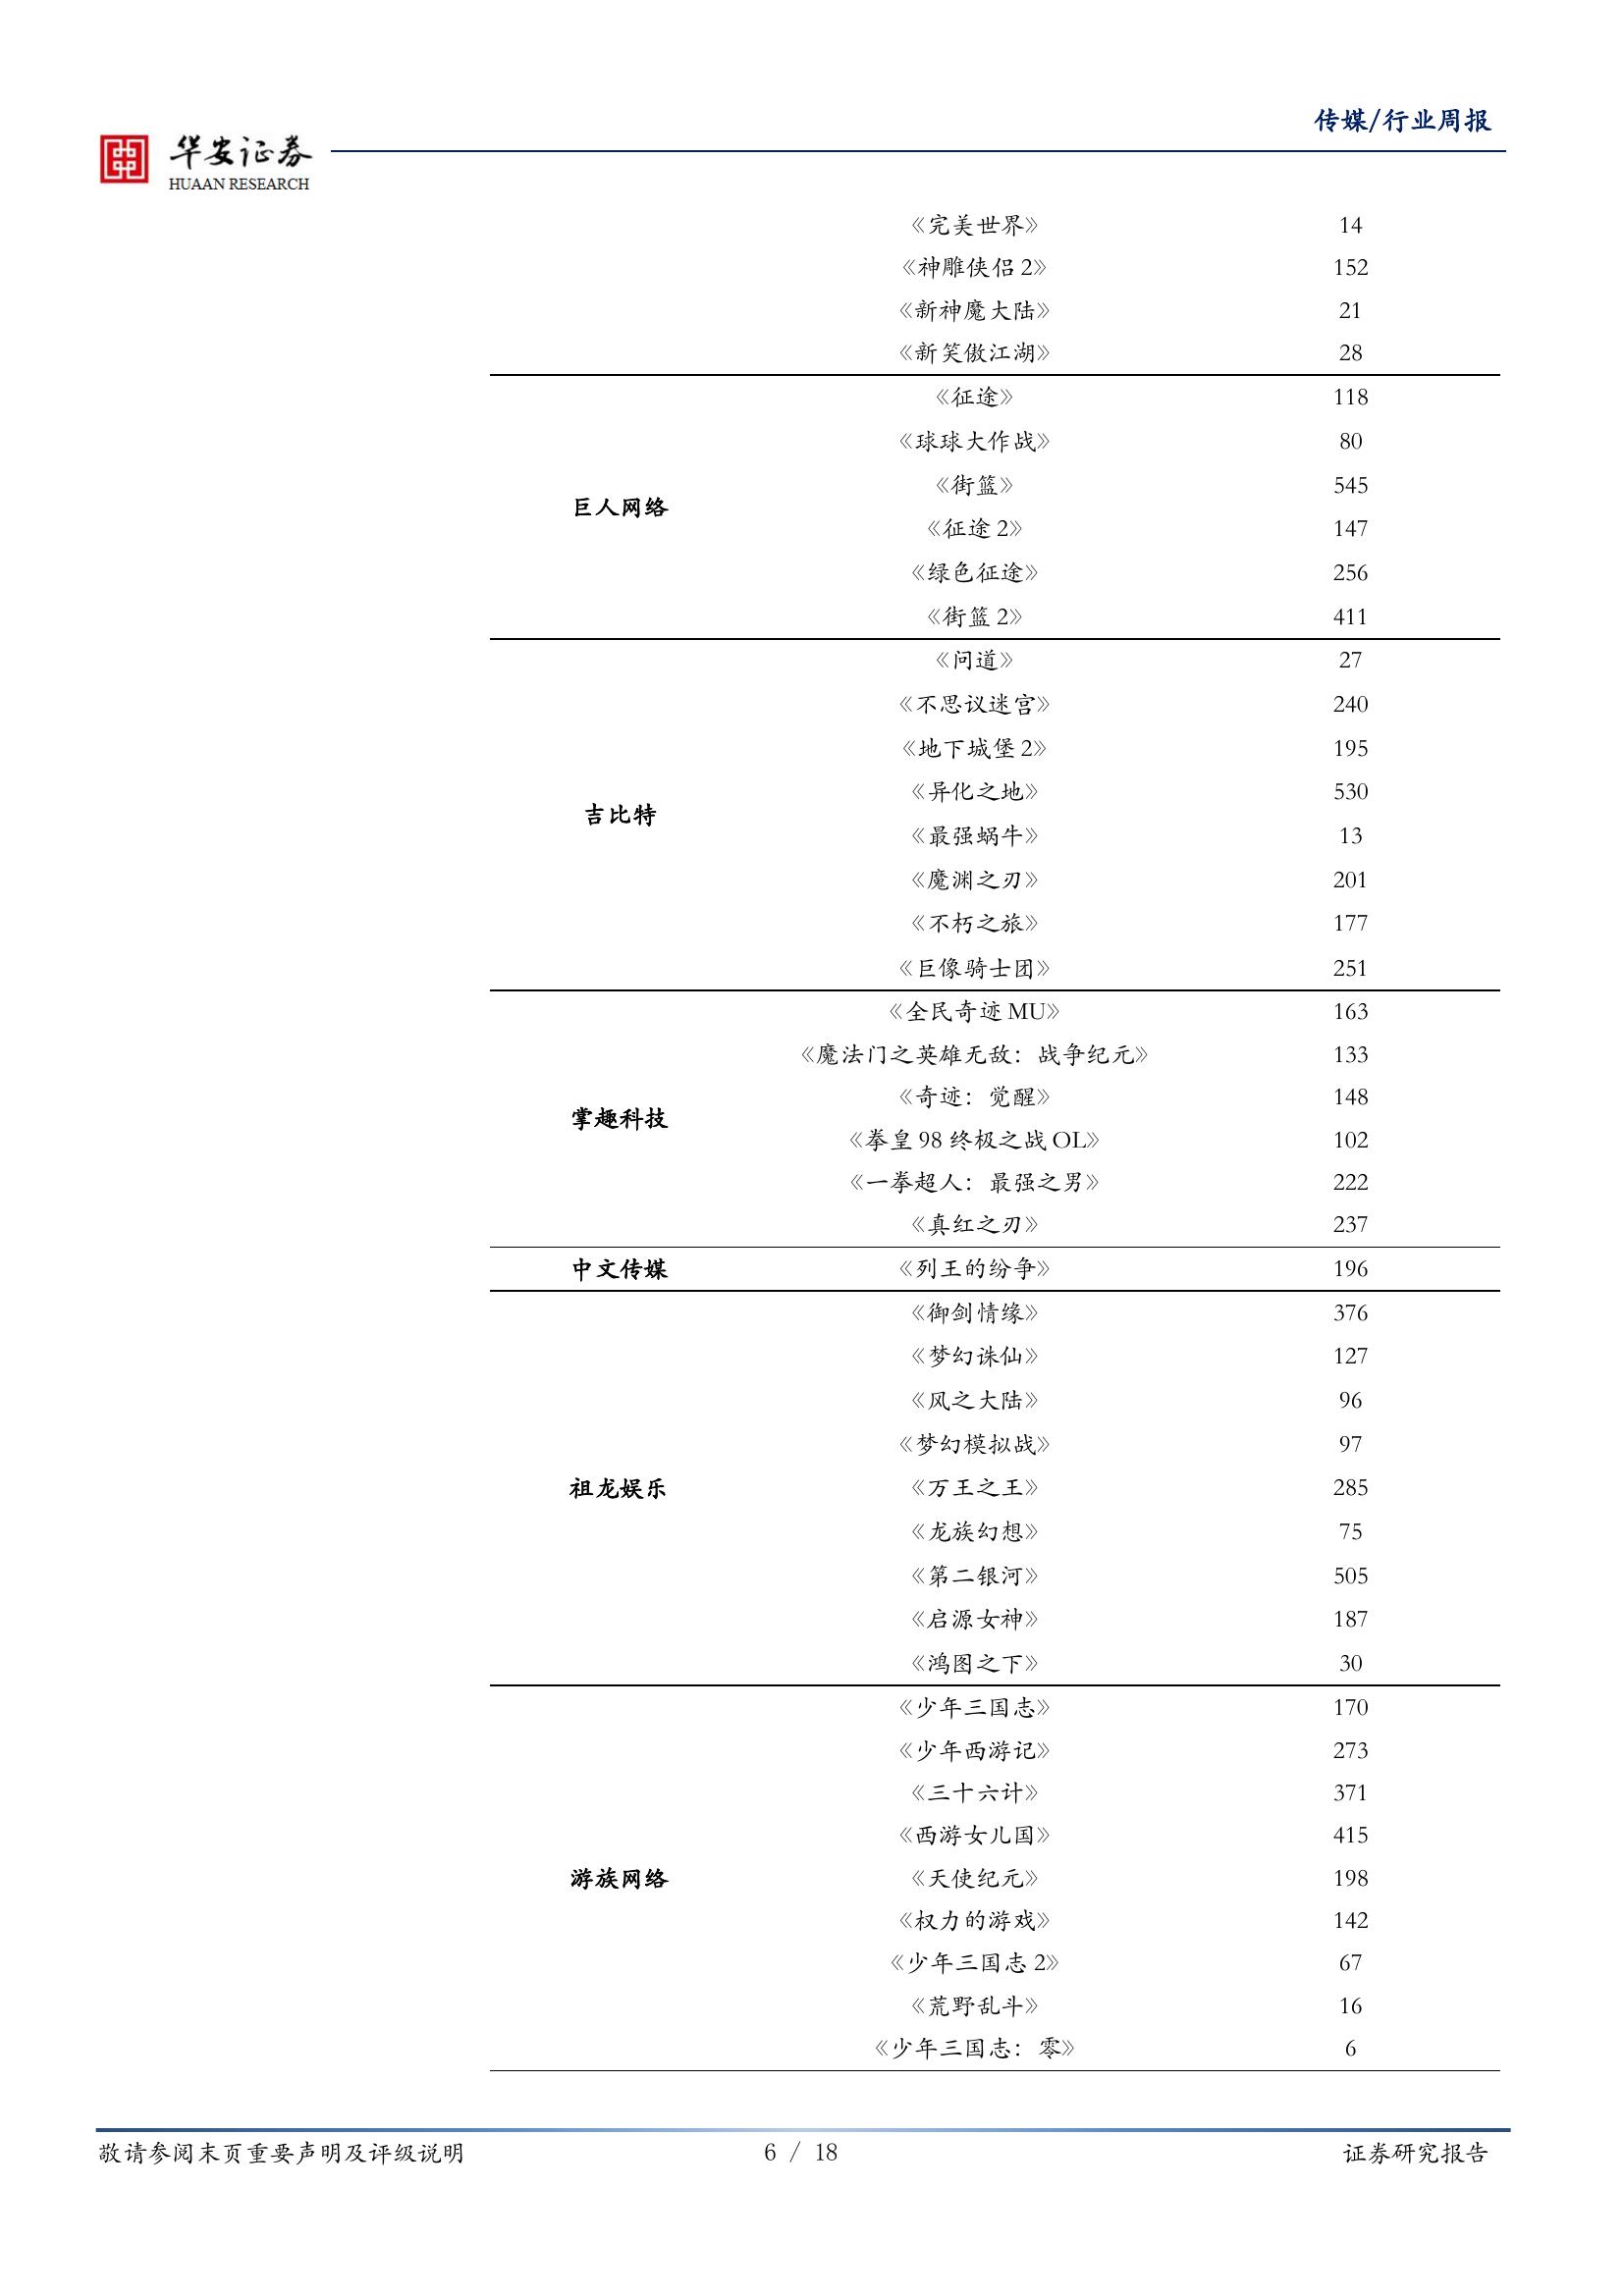 传媒/行业周报
华安证券
HUAAN RESEARCH
《完美世界》 14
《神雕侠侣 2》 152
《新神魔大陆》 21
《新笑傲江湖》 28
《征途》 118
《球球大作战》 80
《街篮》 545
巨人网络
《征途 2》 147
《绿色征途》 256
《街篮 2》 411
《问道》 27
《不思议迷宫》 240
《地下城堡 2》 195
《异化之地》 530
吉比特
《最强蜗牛》 13
《魔渊之刃》 201
《不朽之旅》 177
《巨像骑士团》 251
《全民奇迹 MU》 163
《魔法门之英雄无敌：战争纪元》 133
《奇迹：觉醒》 148
掌趣科技
《拳皇 98 终极之战 OL》 102
《一拳超人：最强之男》 222
《真红之刃》 237
中文传媒 《列王的纷争》 196
《御剑情缘》 376
《梦幻诛仙》 127
《风之大陆》 96
《梦幻模拟战》 97
祖龙娱乐 《万王之王》 285
《龙族幻想》 75
《第二银河》 505
《启源女神》 187
《鸿图之下》 30
《少年三国志》 170
《少年西游记》 273
《三十六计》 371
《西游女儿国》 415
游族网络 《天使纪元》 198
《权力的游戏》 142
《少年三国志 2》 67
《荒野乱斗》 16
《少年三国志：零》 6
敬请参阅末页重要声明及评级说明 6 / 18 证券研究报告